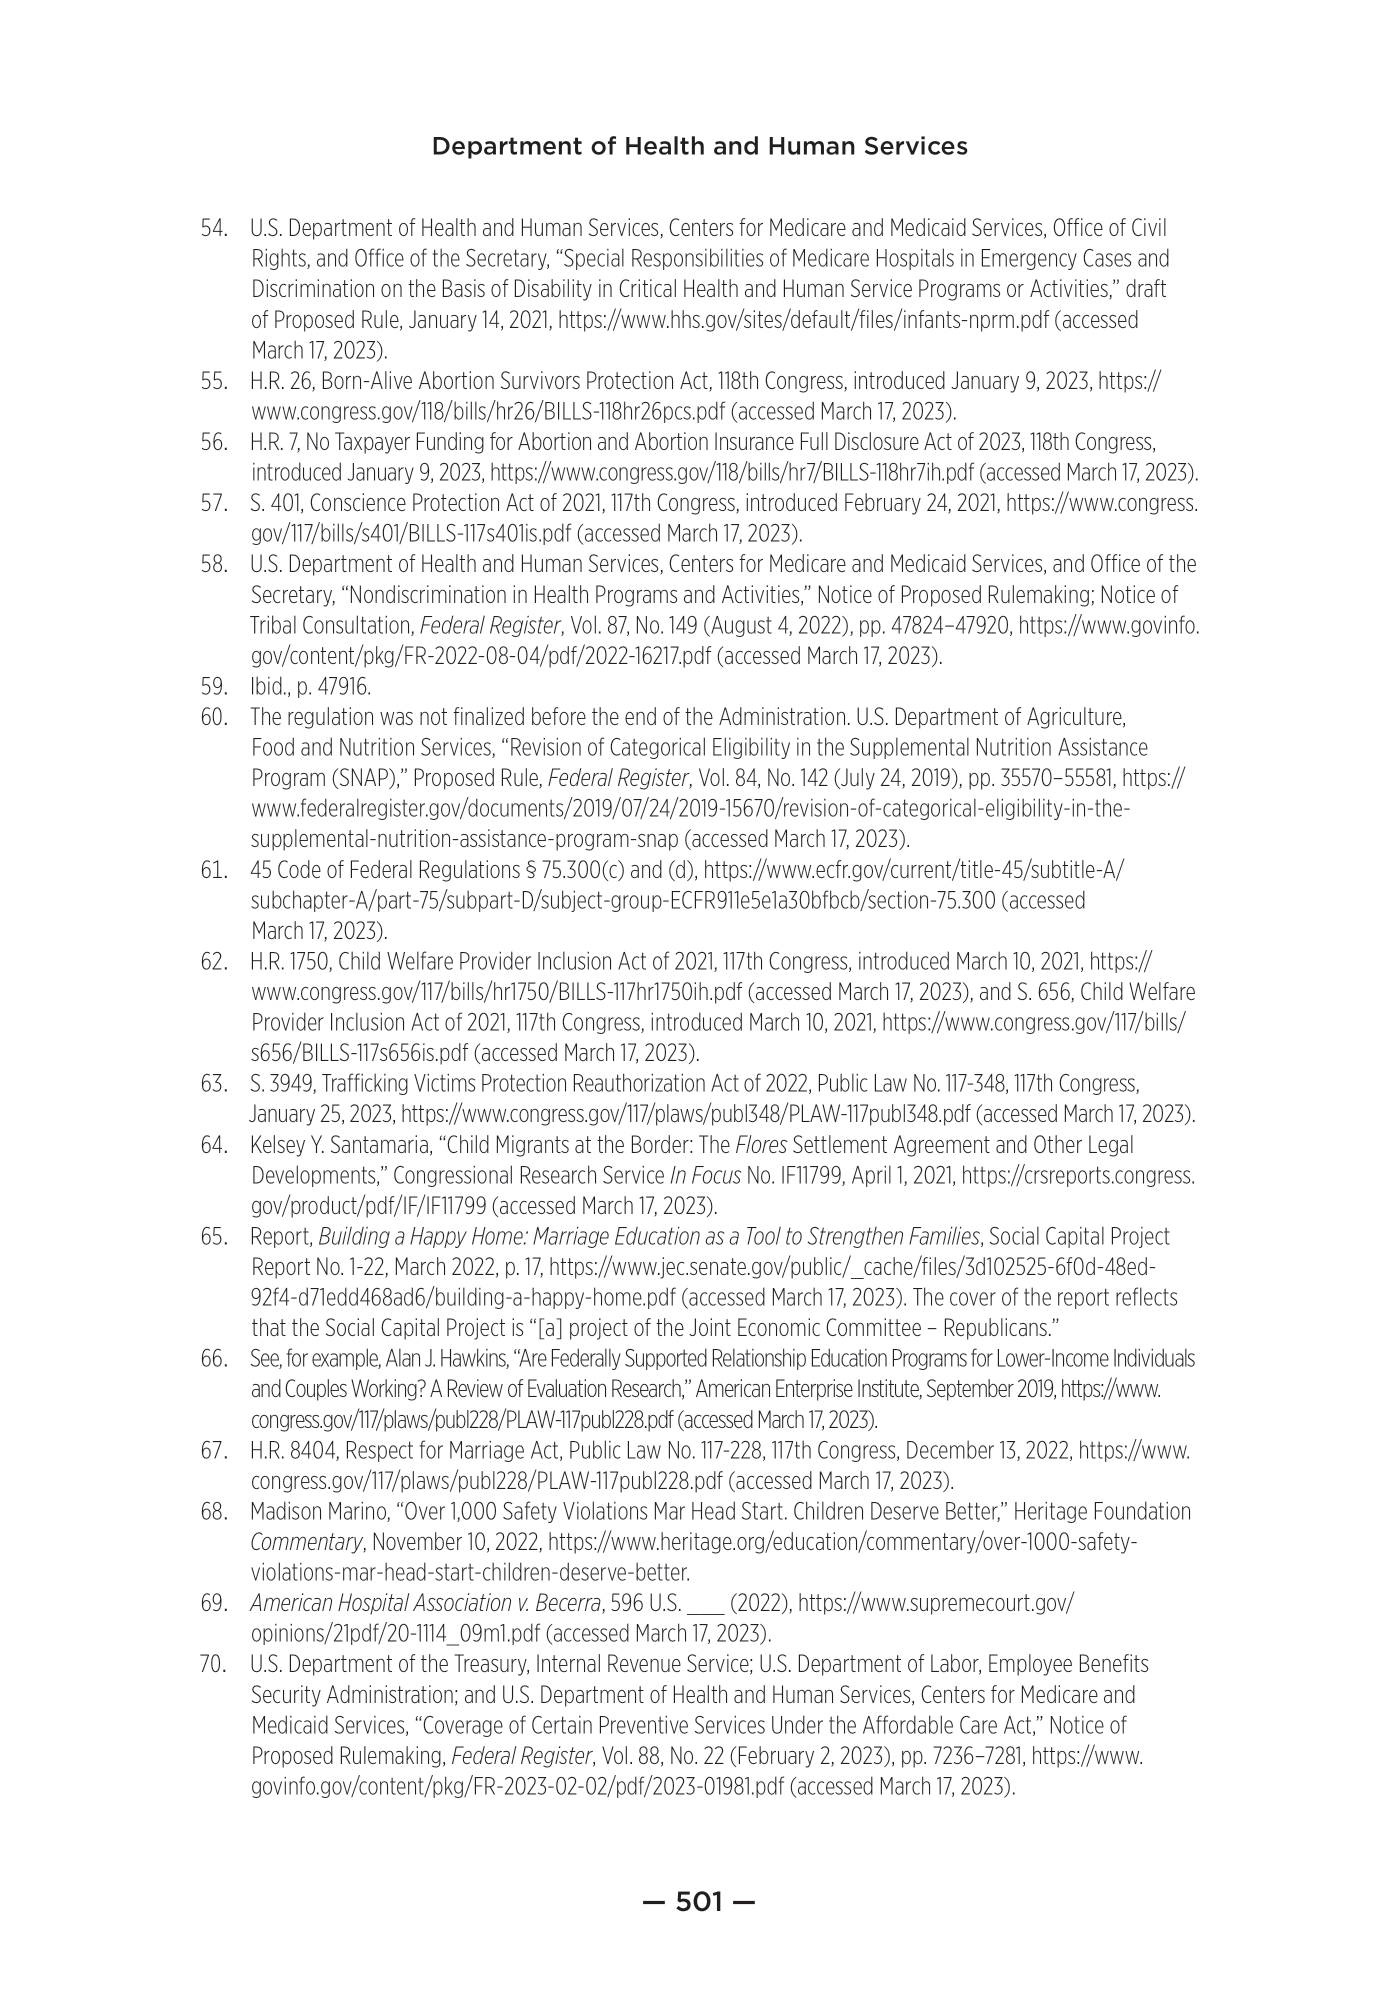 Department of Health and Human Services
54. U.S. Department of Health and Human Services, Centers for Medicare and Medicaid Services, Office of Civil
Rights, and Office of the Secretary, “Special Responsibilities of Medicare Hospitals in Emergency Cases and
Discrimination on the Basis of Disability in Critical Health and Human Service Programs or Activities,” draft
of Proposed Rule, January 14, 2021, https://www.hhs.gov/sites/default/files/infants-nprm.pdf (accessed
March 17, 2023).
55. H.R. 26, Born-Alive Abortion Survivors Protection Act, 118th Congress, introduced January 9, 2023, https://
www.congress.gov/118/bills/hr26/BILLS-118hr26pcs.pdf (accessed March 17, 2023).
56. H.R. 7, No Taxpayer Funding for Abortion and Abortion Insurance Full Disclosure Act of 2023, 118th Congress,
introduced January 9, 2023, https://www.congress.gov/118/bills/hr7/BILLS-118hr7ih.pdf (accessed March 17, 2023).
57. S. 401, Conscience Protection Act of 2021, 117th Congress, introduced February 24, 2021, https://www.congress.
gov/117/bills/s401/BILLS-117s401is.pdf (accessed March 17, 2023).
58. U.S. Department of Health and Human Services, Centers for Medicare and Medicaid Services, and Office of the
Secretary, “Nondiscrimination in Health Programs and Activities,” Notice of Proposed Rulemaking; Notice of
Tribal Consultation, Federal Register, Vol. 87, No. 149 (August 4, 2022), pp. 47824–47920, https://www.govinfo.
gov/content/pkg/FR-2022-08-04/pdf/2022-16217.pdf (accessed March 17, 2023).
59. Ibid., p. 47916.
60. The regulation was not finalized before the end of the Administration. U.S. Department of Agriculture,
Food and Nutrition Services, “Revision of Categorical Eligibility in the Supplemental Nutrition Assistance
Program (SNAP),” Proposed Rule, Federal Register, Vol. 84, No. 142 (July 24, 2019), pp. 35570–55581, https://
www.federalregister.gov/documents/2019/07/24/2019-15670/revision-of-categorical-eligibility-in-the-
supplemental-nutrition-assistance-program-snap (accessed March 17, 2023).
61. 45 Code of Federal Regulations § 75.300(c) and (d), https://www.ecfr.gov/current/title-45/subtitle-A/
subchapter-A/part-75/subpart-D/subject-group-ECFR911e5e1a30bfbcb/section-75.300 (accessed
March 17, 2023).
62. H.R. 1750, Child Welfare Provider Inclusion Act of 2021, 117th Congress, introduced March 10, 2021, https://
www.congress.gov/117/bills/hr1750/BILLS-117hr1750ih.pdf (accessed March 17, 2023), and S. 656, Child Welfare
Provider Inclusion Act of 2021, 117th Congress, introduced March 10, 2021, https://www.congress.gov/117/bills/
s656/BILLS-117s656is.pdf (accessed March 17, 2023).
63. S. 3949, Trafficking Victims Protection Reauthorization Act of 2022, Public Law No. 117-348, 117th Congress,
January 25, 2023, https://www.congress.gov/117/plaws/publ348/PLAW-117publ348.pdf (accessed March 17, 2023).
64. Kelsey Y. Santamaria, “Child Migrants at the Border: The Flores Settlement Agreement and Other Legal
Developments,” Congressional Research Service In Focus No. IF11799, April 1, 2021, https://crsreports.congress.
gov/product/pdf/IF/IF11799 (accessed March 17, 2023).
65. Report, Building a Happy Home: Marriage Education as a Tool to Strengthen Families, Social Capital Project
Report No. 1-22, March 2022, p. 17, https://www.jec.senate.gov/public/_cache/files/3d102525-6f0d-48ed-
92f4-d71edd468ad6/building-a-happy-home.pdf (accessed March 17, 2023). The cover of the report reflects
that the Social Capital Project is “[a] project of the Joint Economic Committee – Republicans.”
66. See, for example, Alan J. Hawkins, “Are Federally Supported Relationship Education Programs for Lower-Income Individuals
and Couples Working? A Review of Evaluation Research,” American Enterprise Institute, September 2019, https://www.
congress.gov/117/plaws/publ228/PLAW-117publ228.pdf (accessed March 17, 2023).
67. H.R. 8404, Respect for Marriage Act, Public Law No. 117-228, 117th Congress, December 13, 2022, https://www.
congress.gov/117/plaws/publ228/PLAW-117publ228.pdf (accessed March 17, 2023).
68. Madison Marino, “Over 1,000 Safety Violations Mar Head Start. Children Deserve Better,” Heritage Foundation
Commentary, November 10, 2022, https://www.heritage.org/education/commentary/over-1000-safety-
violations-mar-head-start-children-deserve-better.
69. American Hospital Association v. Becerra, 596 U.S. ___ (2022), https://www.supremecourt.gov/
opinions/21pdf/20-1114_09m1.pdf (accessed March 17, 2023).
70. U.S. Department of the Treasury, Internal Revenue Service; U.S. Department of Labor, Employee Benefits
Security Administration; and U.S. Department of Health and Human Services, Centers for Medicare and
Medicaid Services, “Coverage of Certain Preventive Services Under the Affordable Care Act,” Notice of
Proposed Rulemaking, Federal Register, Vol. 88, No. 22 (February 2, 2023), pp. 7236–7281, https://www.
govinfo.gov/content/pkg/FR-2023-02-02/pdf/2023-01981.pdf (accessed March 17, 2023).
— 501 —